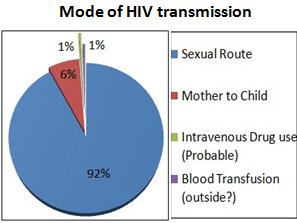 Mode of HIV transmission
1%
1%
6%
92%
Sexual Route
Mother to Child
Intravenous Drug use
(Probable)
Blood Transfusion
(outside?)